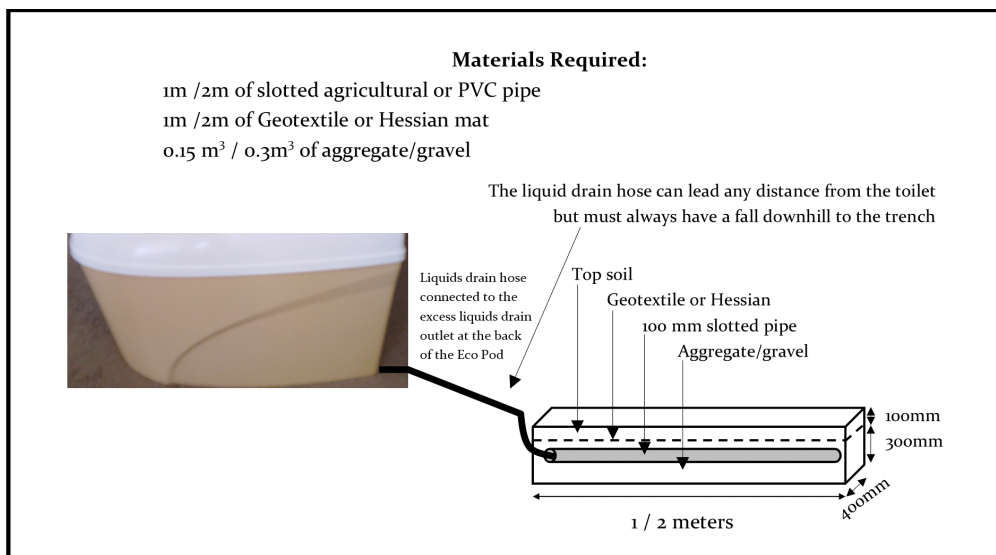 Materials Required:
1m /2m of slotted agricultural or PVC pipe
1m /2m of Geotextile or Hessian mat
0.15 m³ / 0.3m³ of aggregate/gravel
The liquid drain hose can lead any distance from the toilet
but must always have a fall downhill to the trench
Liquids drain hose
connected to the
excess liquids drain
outlet at the back
of the Eco Pod
Top soil
Geotextile or Hessian
100 mm slotted pipe
Aggregate/gravel
100mm
300mm
400mm
1 / 2 meters